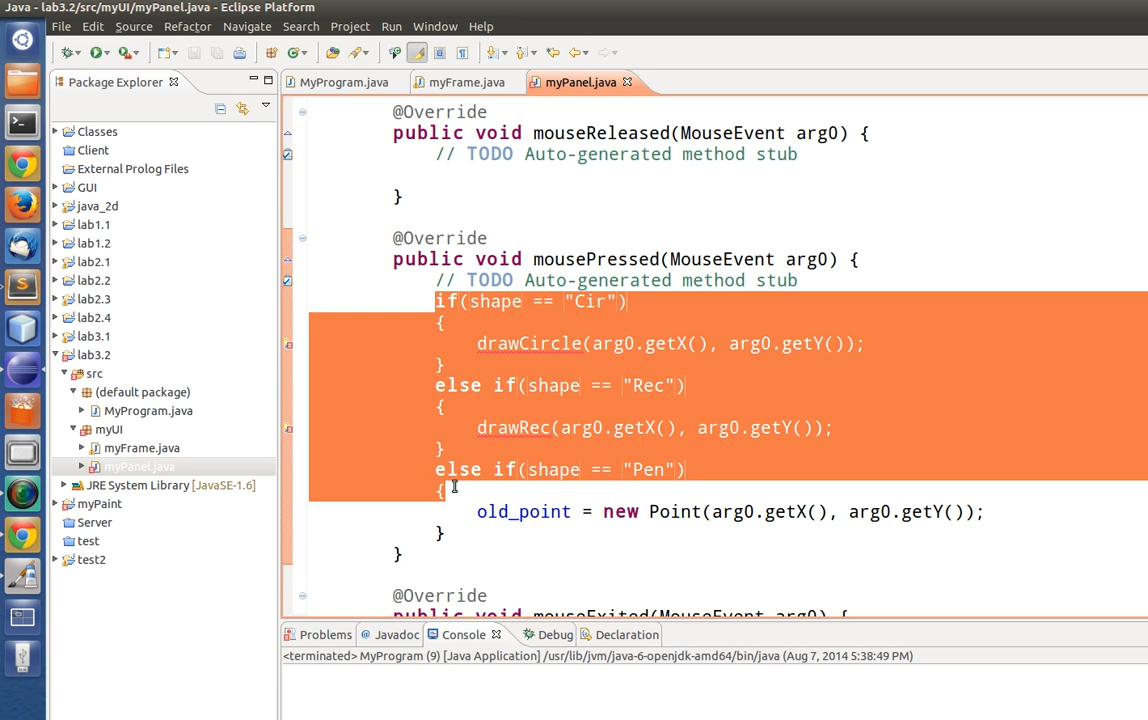 Java - lab3.2/src/myUI/myPanel.java - Eclipse Platform
File Edit Source Refactor Navigate Search Project Run Window Help
Package Explorer
MyProgram.java myFrame.java myPanel.java
Classes
Client
External Prolog Files
GUI
java_2d
lab1.1
lab1.2
lab2.1
lab2.2
lab2.3
lab2.4
lab3.1
lab3.2
src
(default package)
MyProgram.java
myUI
myFrame.java
myPanel.java
JRE System Library [JavaSE-1.6]
myPaint
Server
test
test2
@Override
public void mouseReleased(MouseEvent arg0) {
// TODO Auto-generated method stub
}
@Override
public void mousePressed(MouseEvent arg0) {
// TODO Auto-generated method stub
if(shape == "Cir")
{
drawCircle(arg0.getX(), arg0.getY());
}
else if(shape == "Rec")
{
drawRec(arg0.getX(), arg0.getY());
}
else if(shape == "Pen")
{
old_point = new Point(arg0.getX(), arg0.getY());
}
}
@Override
public void mouseExited(MouseEvent arg0) {
Problems @ Javadoc Console Debug Declaration
<terminated> MyProgram (9) [Java Application] /usr/lib/jvm/java-6-openjdk-amd64/bin/java (Aug 7, 2014 5:38:49 PM)